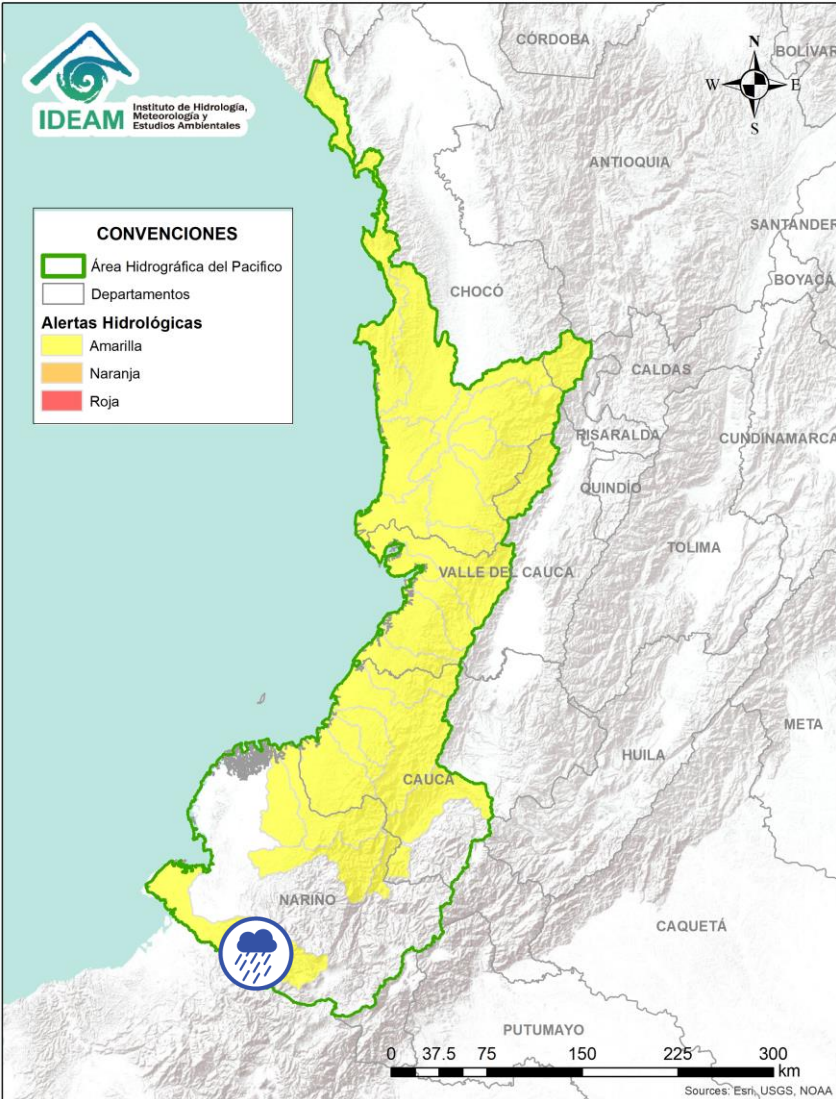 IDEAM
Instituto de Hidrología,
Meteorología y
Estudios Ambientales
CÓRDOBA
BOLÍVAR
N
W
E
S
ANTIOQUIA
SANTANDER
BOYACÁ
CONVENCIONES
Área Hidrográfica del Pacifico
Departamentos
Alertas Hidrológicas
Amarilla
Naranja
Roja
CHOCÓ
CALDAS
RISARALDA
CUNDINAMARCA
QUINDÍO
TOLIMA
VALLE DEL CAUCA
META
HUILA
CAUCA
NARIÑO
CAQUETÁ
PUTUMAYO
0 37.5 75 150 225 300
km
Sources: Esri, USGS, NOAA